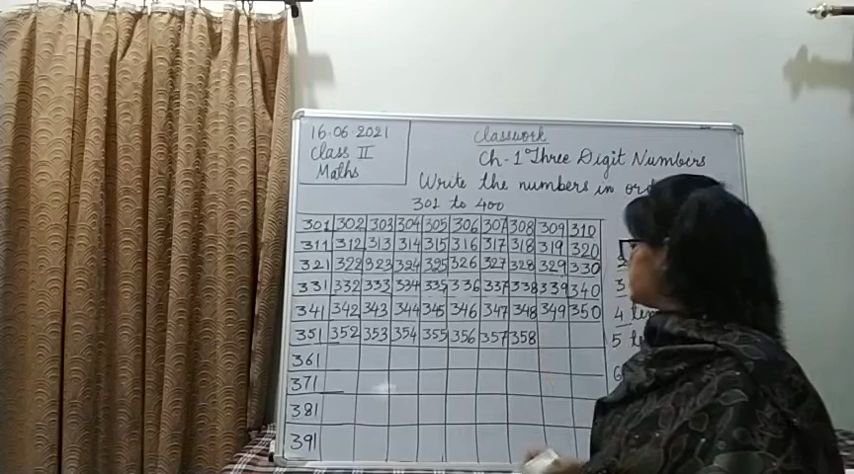 16.06 2021
Class II
Maths
Classwork
Ch-1 Three Digit Numbers
Write the numbers in
301 to 400
301 302 303 304 305 306 307 308 309 310
311 312 313 314 315 316 317 318 319 320
321 322 323 324 325 326 327 328 329 330
331 332 333 334 335 336 337 338 339 340
341 342 343 344 345 346 347 348 349 350
351 352 353 354 355 356 357 358
361
371
381
391
2
3
4
5